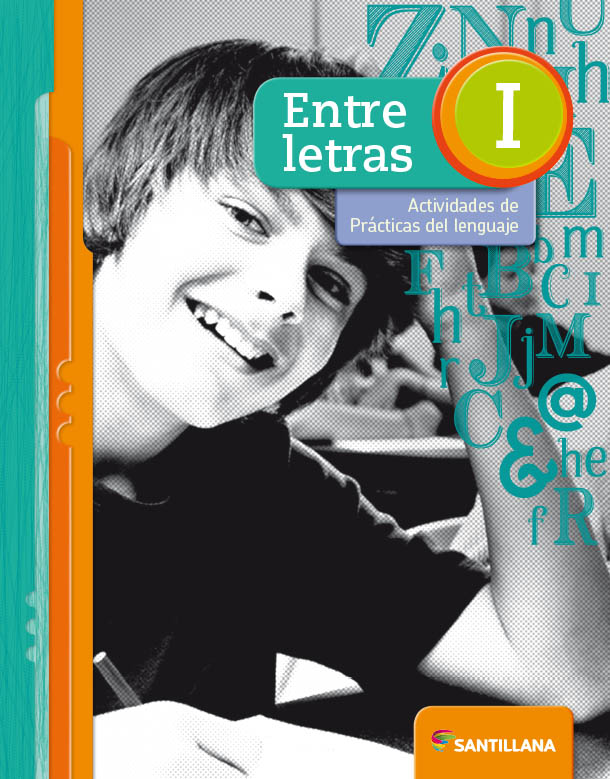 Entre
letras
I
Actividades de
Prácticas del lenguaje
Z N n U
i h
E
b m
F B C I
h t
r J j M
C @
& h e
f R
SANTILLANA